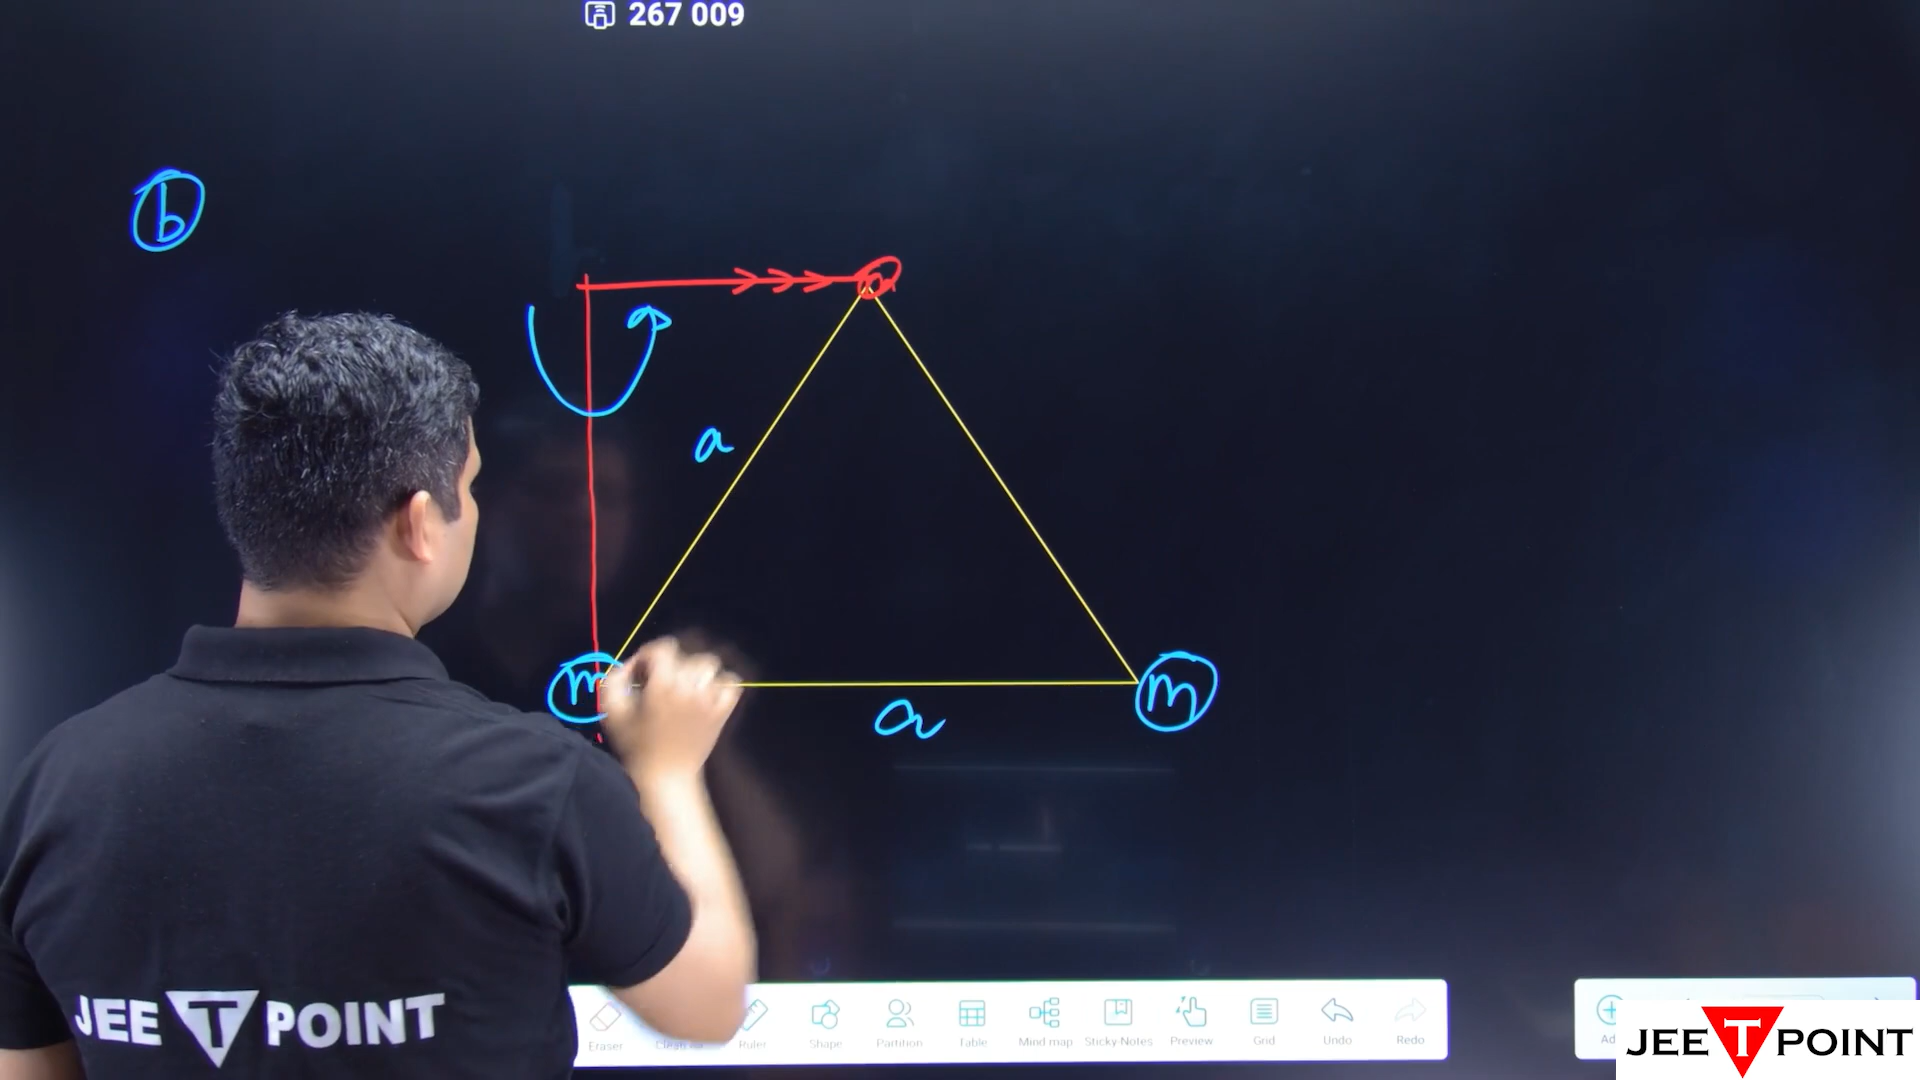 267 009
b
a
m
a
m
JEE T POINT
Eraser
Ruler
Shape
Partition
Table
Mind map
Sticky-Notes
Preview
Grid
Undo
Redo
JEE T POINT